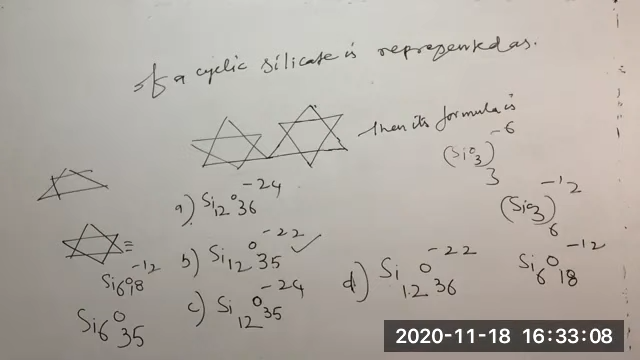 If a cyclic silicate is represented as.
then its formula is
(SiO3)3^-6
a) Si12O36^-24
(SiO3)6^-12
b) Si12O35^-22 ✓
Si6O18^-12
c) Si12O35^-24
d) Si12O36^-22
Si6O18^-12
Si6O35
2020-11-18 16:33:08